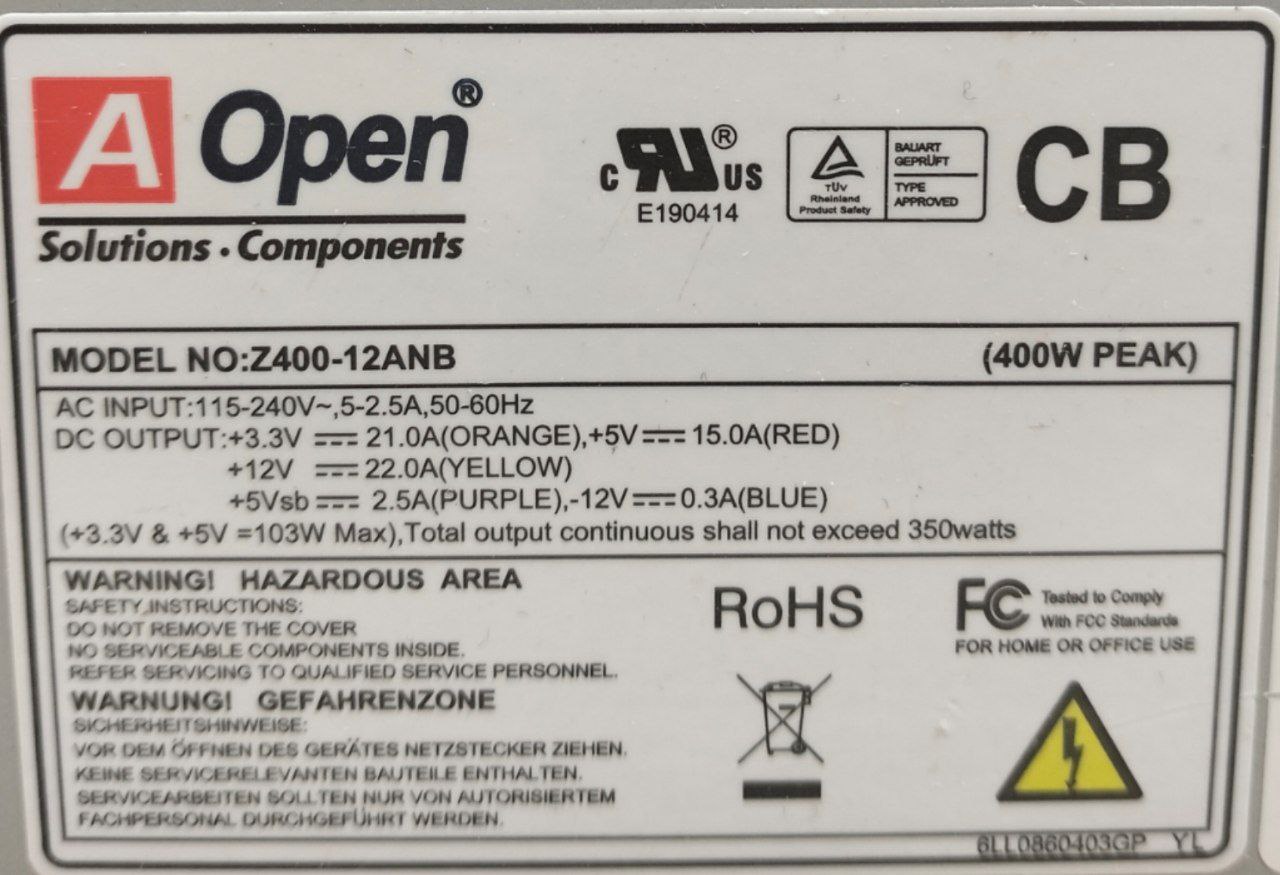 A Open®
Solutions · Components
c RU® US
E190414
TÜV
Rheinland
Product Safety
BAUART
GEPRÜFT
TYPE
APPROVED
CB
MODEL NO:Z400-12ANB (400W PEAK)
AC INPUT:115-240V~,5-2.5A,50-60Hz
DC OUTPUT:+3.3V ⎓ 21.0A(ORANGE),+5V⎓15.0A(RED)
+12V ⎓ 22.0A(YELLOW)
+5Vsb⎓ 2.5A(PURPLE),-12V⎓0.3A(BLUE)
(+3.3V & +5V =103W Max),Total output continuous shall not exceed 350watts
WARNING! HAZARDOUS AREA
SAFETY INSTRUCTIONS:
DO NOT REMOVE THE COVER
NO SERVICEABLE COMPONENTS INSIDE.
REFER SERVICING TO QUALIFIED SERVICE PERSONNEL.
WARNUNG! GEFAHRENZONE
SICHERHEITSHINWEISE:
VOR DEM ÖFFNEN DES GERÄTES NETZSTECKER ZIEHEN.
KEINE SERVICERELEVANTEN BAUTEILE ENTHALTEN.
SERVICEARBEITEN SOLLTEN NUR VON AUTORISIERTEM
FACHPERSONAL DURCHGEFÜHRT WERDEN.
RoHS
FC Tested to Comply
With FCC Standards
FOR HOME OR OFFICE USE
6LL0860403GP YL